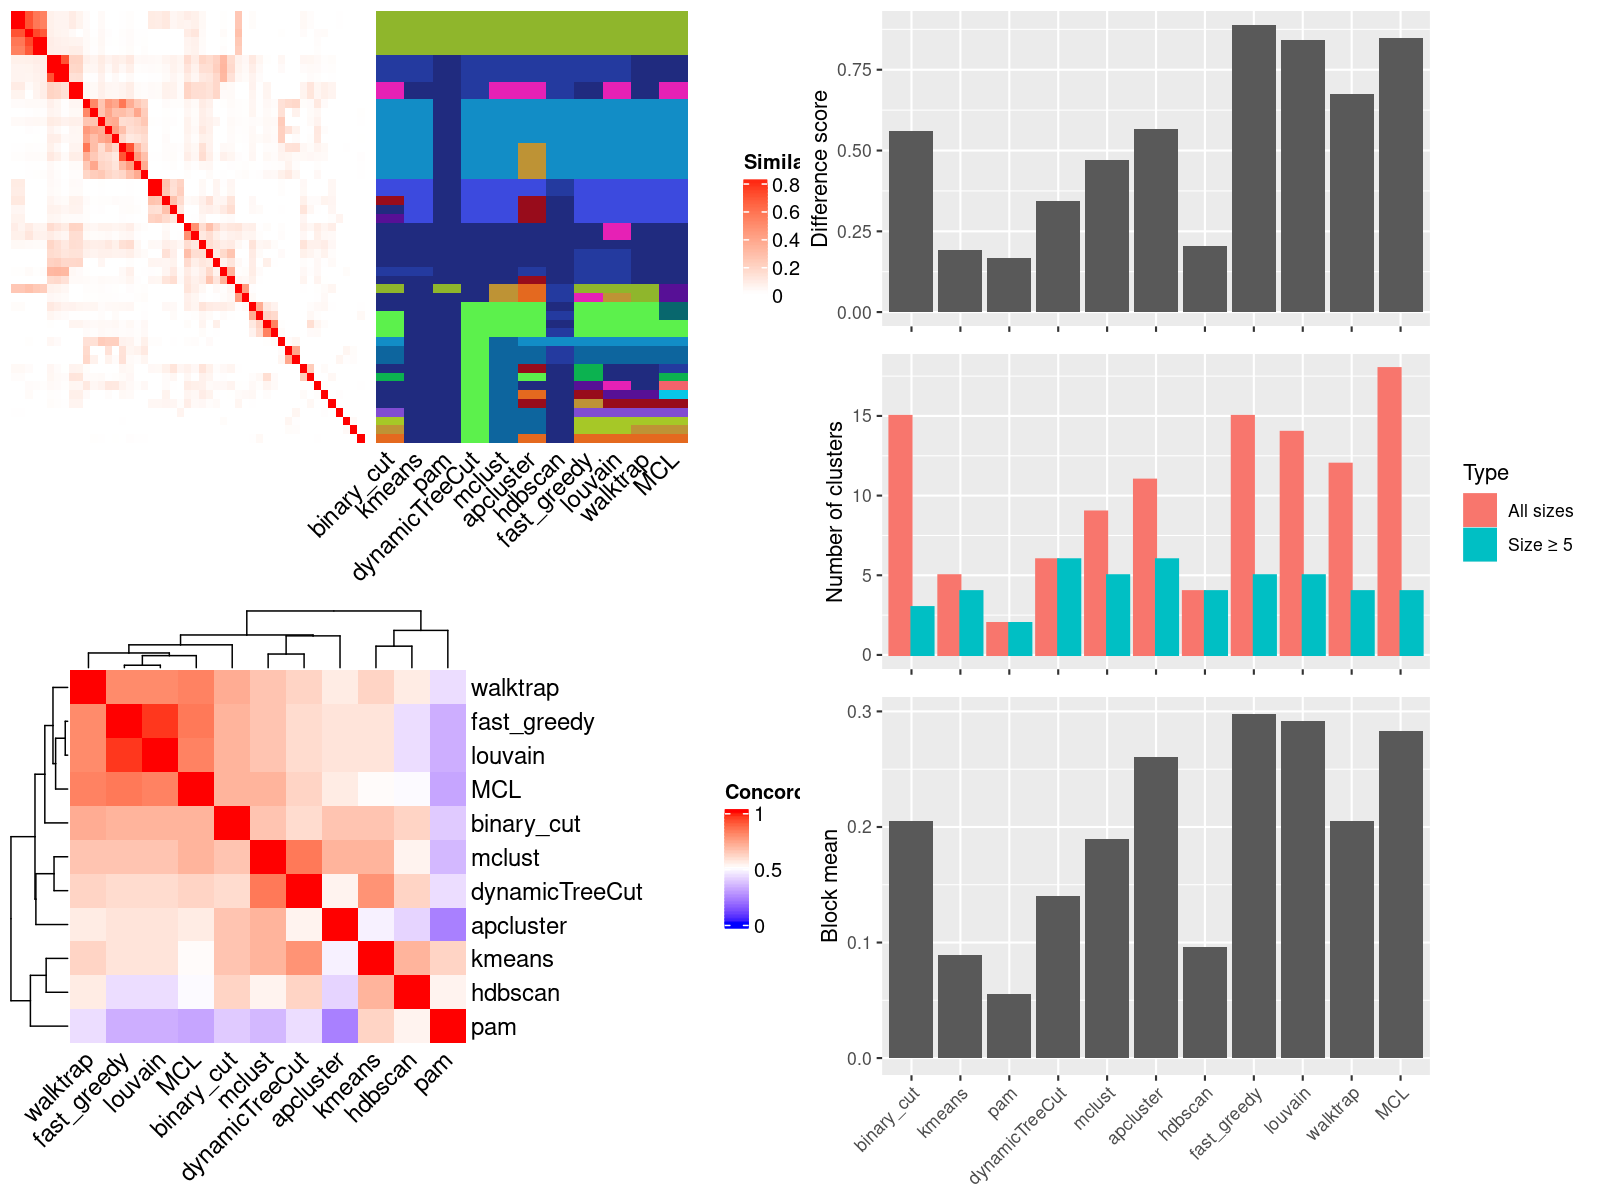 Simila
0.8
0.6
0.4
0.2
0
binary_cut
kmeans
pam
dynamicTreeCut
mclust
apcluster
hdbscan
fast_greedy
louvain
walktrap
MCL
walktrap
fast_greedy
louvain
MCL
binary_cut
mclust
dynamicTreeCut
apcluster
kmeans
hdbscan
pam
walktrap
fast_greedy
louvain
MCL
binary_cut
mclust
dynamicTreeCut
apcluster
kmeans
hdbscan
pam
Concord
1
0.5
0
Difference score
0.75
0.50
0.25
0.00
Number of clusters
15
10
5
0
Type
All sizes
Size ≥ 5
Block mean
0.3
0.2
0.1
0.0
binary_cut
kmeans
pam
dynamicTreeCut
mclust
apcluster
hdbscan
fast_greedy
louvain
walktrap
MCL